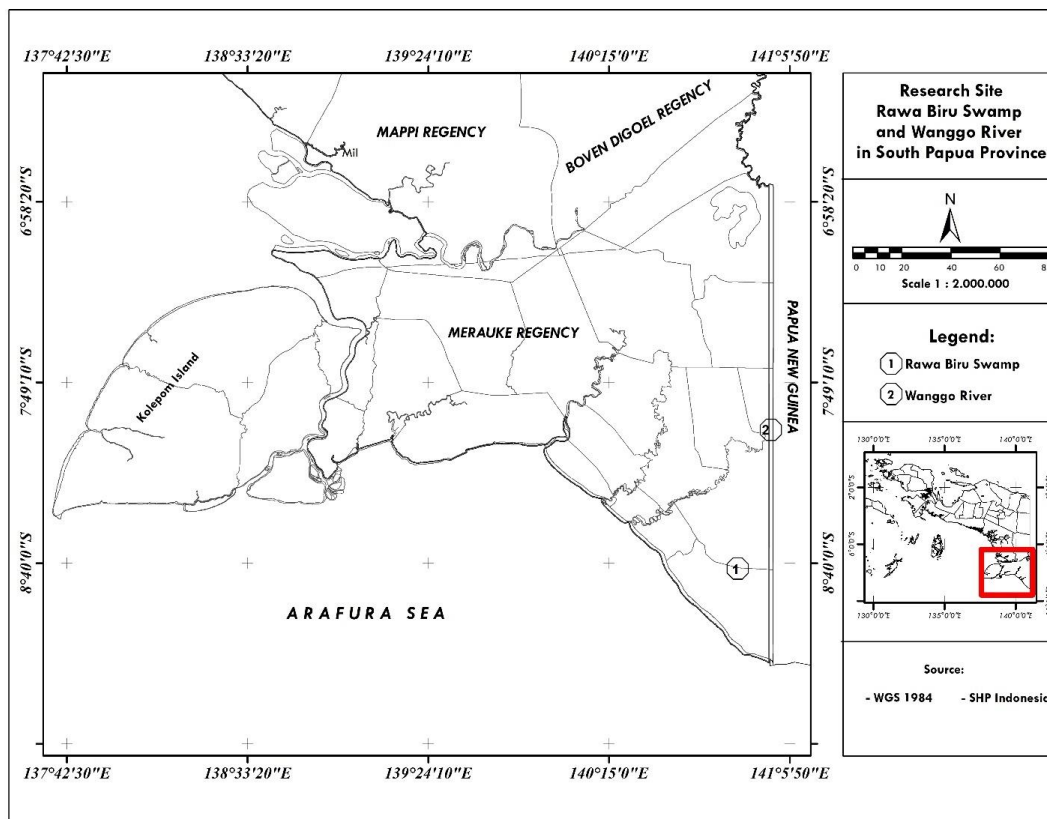 137°42'30"E 138°33'20"E 139°24'10"E 140°15'0"E 141°5'50"E
MAPPI REGENCY
BOVEN DIGOEL REGENCY
Mil
6°58'20"S
6°58'20"S
MERAUKE REGENCY
PAPUA NEW GUINEA
Kolepom Island
7°49'10"S
7°49'10"S
2
1
8°40'0"S
8°40'0"S
ARAFURA SEA
137°42'30"E 138°33'20"E 139°24'10"E 140°15'0"E 141°5'50"E
Research Site
Rawa Biru Swamp
and Wanggo River
in South Papua Province
N
0 10 20 40 60
Scale 1 : 2.000.000
Legend:
1 Rawa Biru Swamp
2 Wanggo River
130°0'0"E 135°0'0"E 140°0'0"E
130°0'0"E 135°0'0"E 140°0'0"E
Source:
- WGS 1984 - SHP Indonesia